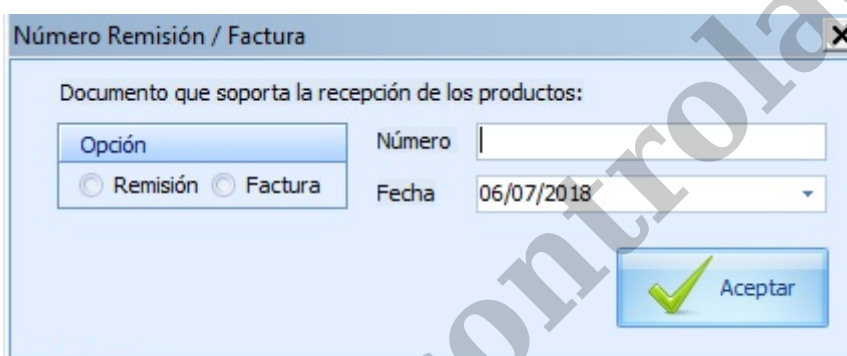 Número Remisión / Factura
Documento que soporta la recepción de los productos:
Opción
Remisión Factura
Número
Fecha 06/07/2018
Aceptar